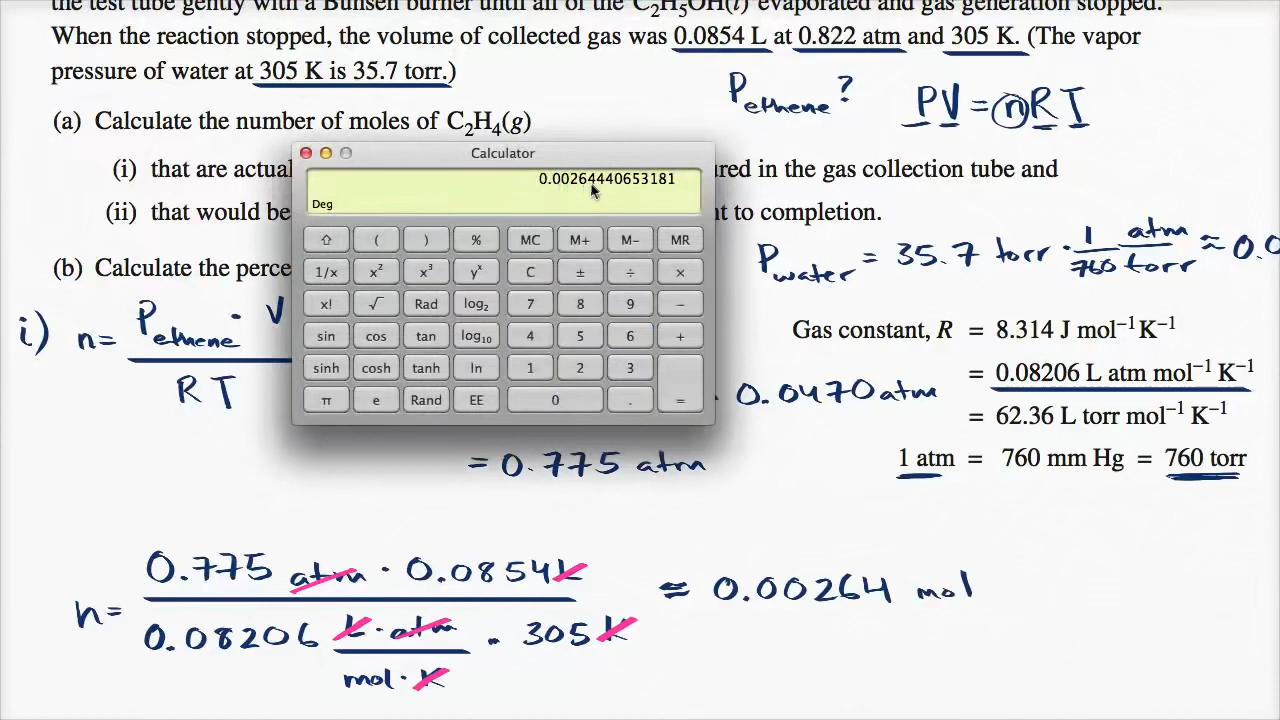 the test tube gently with a Bunsen burner until all of the C₂H₅OH(l) evaporated and gas generation stopped.
When the reaction stopped, the volume of collected gas was 0.0854 L at 0.822 atm and 305 K. (The vapor
pressure of water at 305 K is 35.7 torr.)
P ethene ? PV = nRT
(a) Calculate the number of moles of C₂H₄(g)
(i) that are actual ured in the gas collection tube and
(ii) that would be nt to completion.
P water = 35.7 torr · 1/760 atm/torr ≈ 0.0
(b) Calculate the perce
Calculator
0.00264440653181
Deg
⇧ ( ) % MC M+ M− MR
1/x x² x³ yˣ C ± ÷ ×
x! √ Rad log₂ 7 8 9 −
sin cos tan log₁₀ 4 5 6 +
sinh cosh tanh ln 1 2 3
π e Rand EE 0 . =
i) n= P ethene · V
RT
Gas constant, R = 8.314 J mol⁻¹K⁻¹
= 0.08206 L atm mol⁻¹ K⁻¹
= 62.36 L torr mol⁻¹ K⁻¹
1 atm = 760 mm Hg = 760 torr
0.0470 atm
= 0.775 atm
n= 0.775 atm · 0.0854 L ≈ 0.00264 mol
0.08206 L·atm · 305 K
mol·K